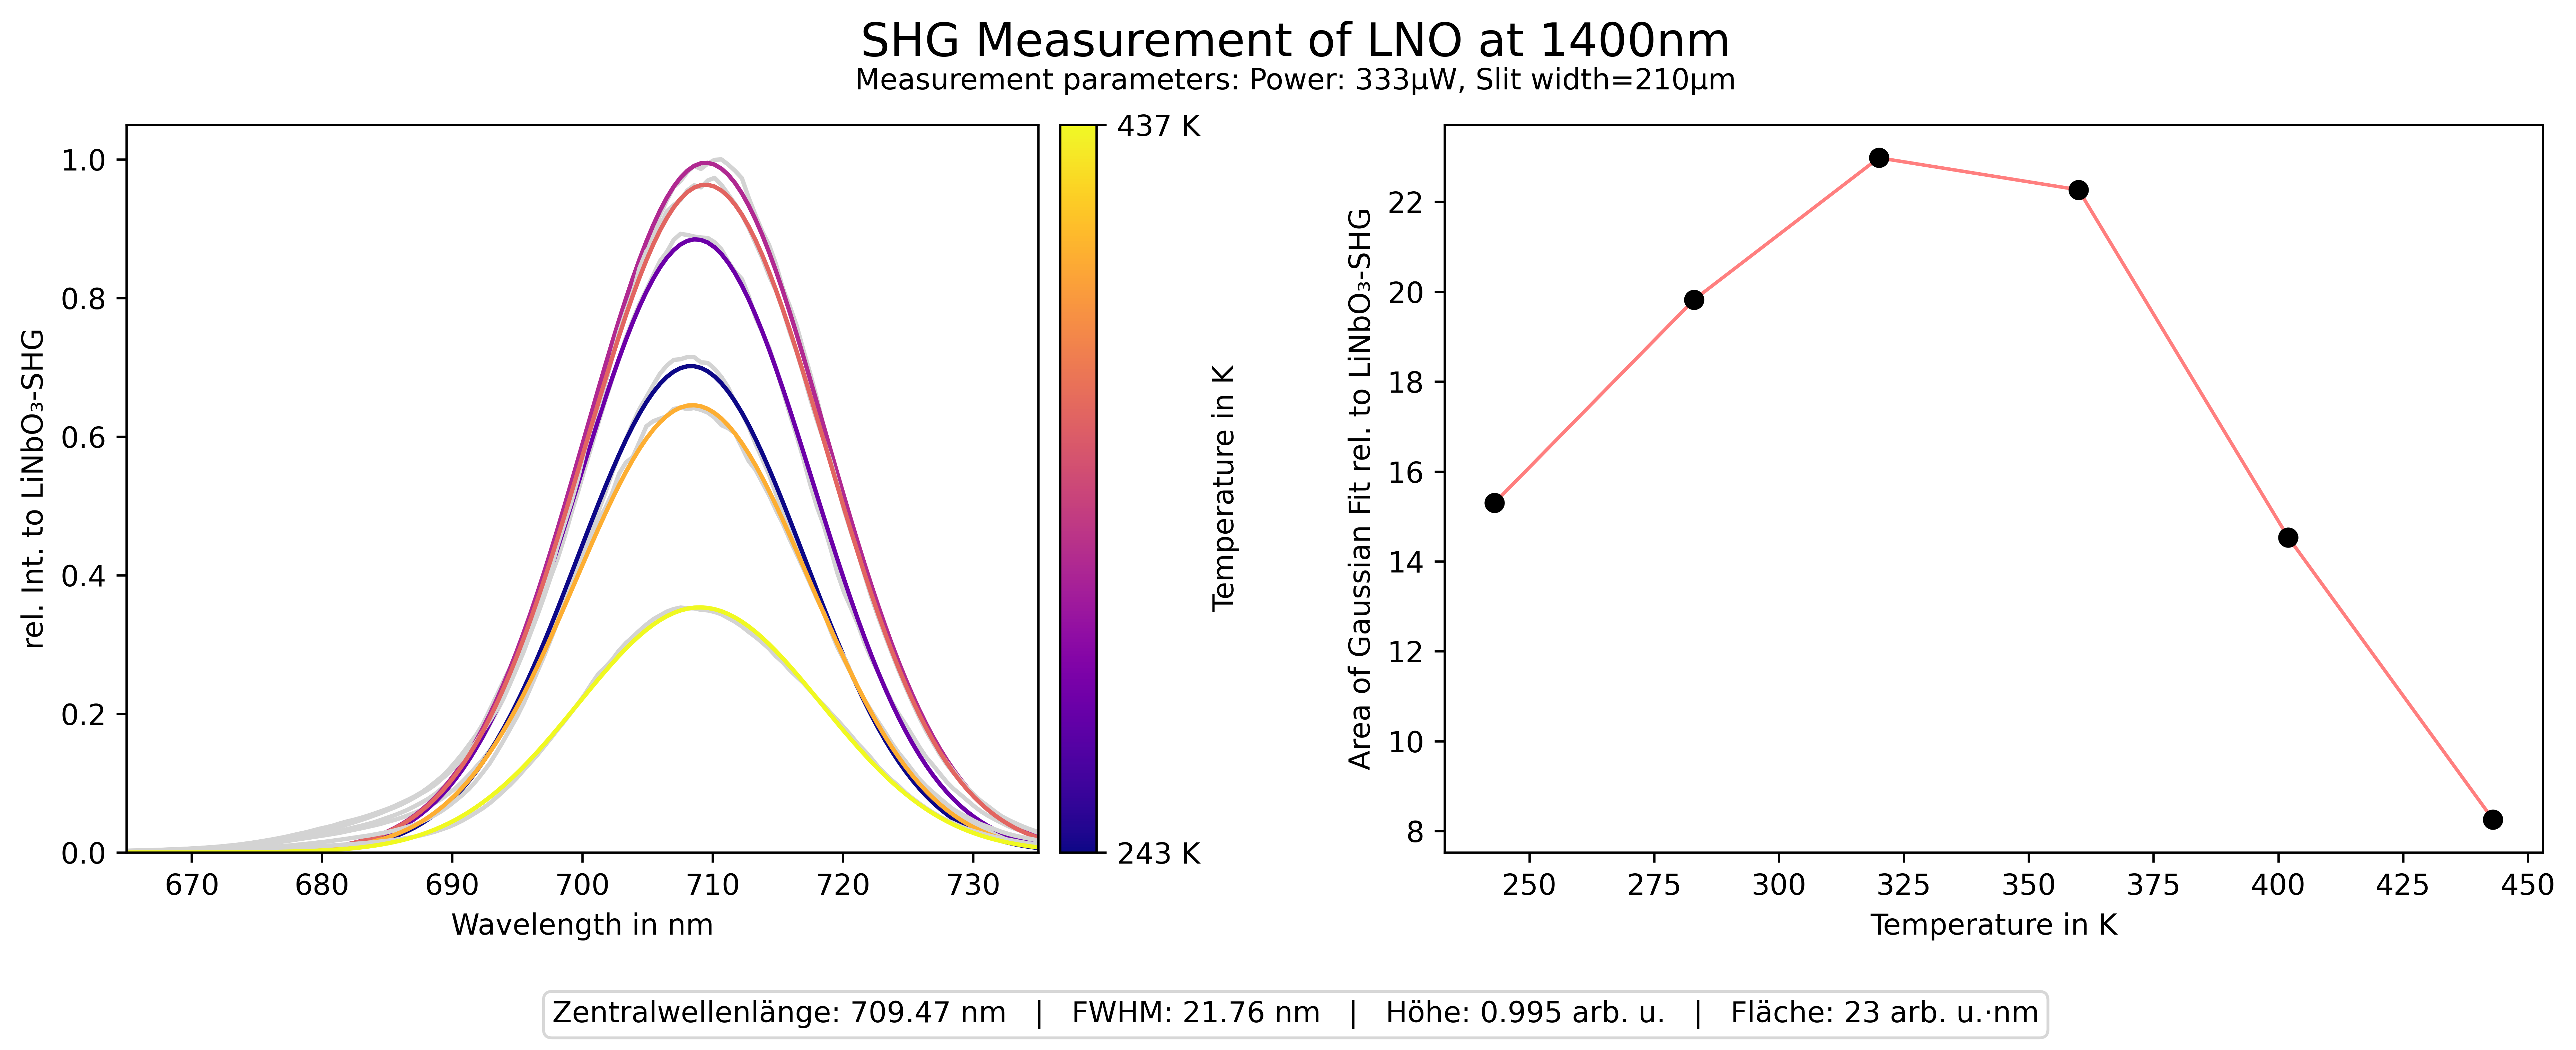 SHG Measurement of LNO at 1400nm
Measurement parameters: Power: 333μW, Slit width=210μm
rel. Int. to LiNbO₃-SHG
1.0
0.8
0.6
0.4
0.2
0.0
670 680 690 700 710 720 730
Wavelength in nm
437 K
243 K
Temperature in K
Area of Gaussian Fit rel. to LiNbO₃-SHG
22
20
18
16
14
12
10
8
250 275 300 325 350 375 400 425 450
Temperature in K
Zentralwellenlänge: 709.47 nm | FWHM: 21.76 nm | Höhe: 0.995 arb. u. | Fläche: 23 arb. u.·nm